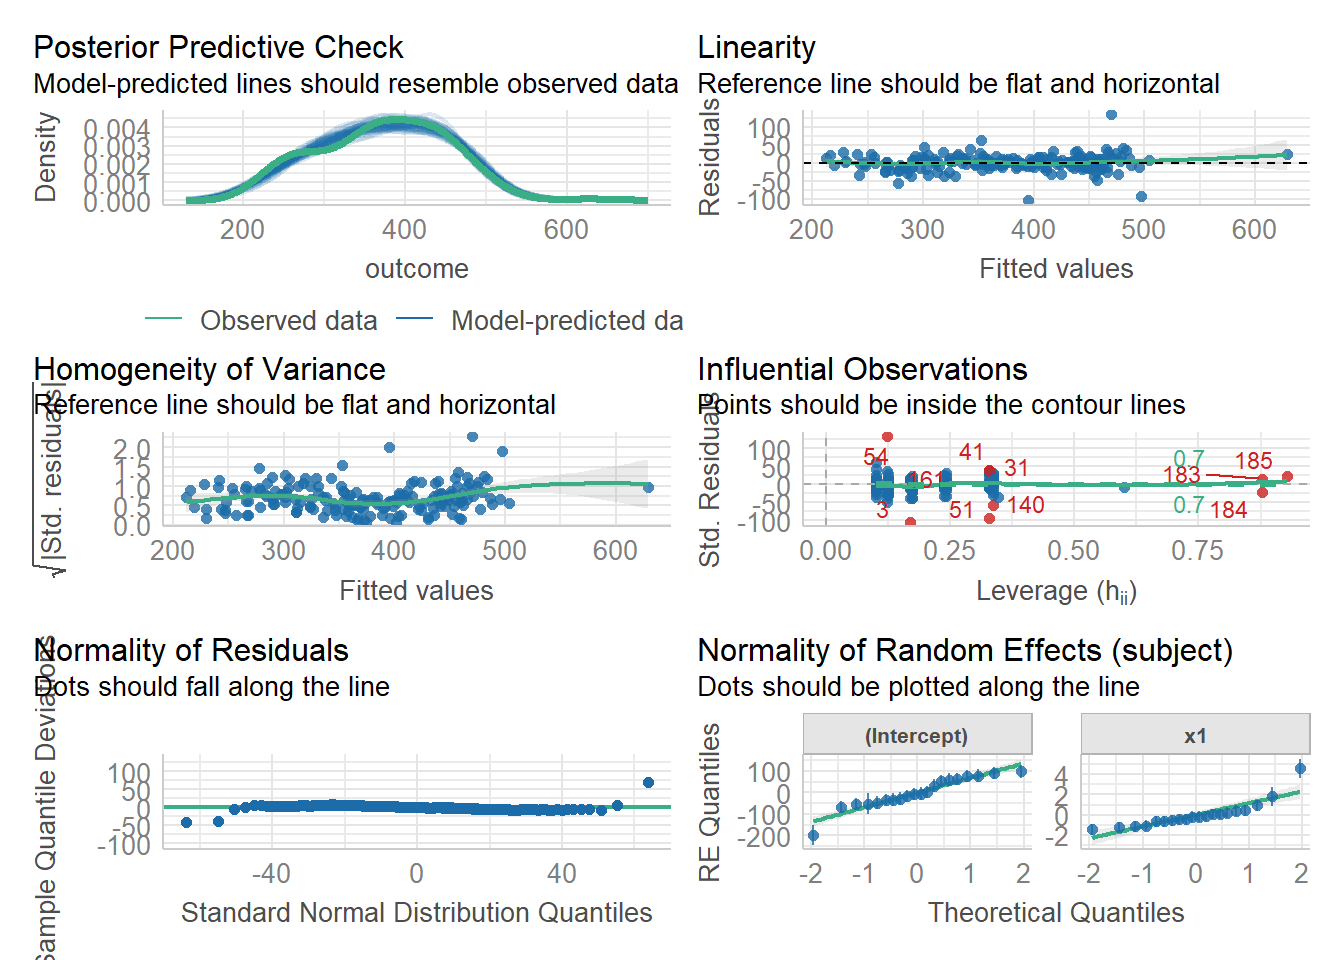 Posterior Predictive Check
Model-predicted lines should resemble observed data
Density
0.004
0.003
0.002
0.001
0.000
200 400 600
outcome
Observed data Model-predicted da
Linearity
Reference line should be flat and horizontal
Residuals
100
50
0
-50
-100
200 300 400 500 600
Fitted values
Homogeneity of Variance
Reference line should be flat and horizontal
√|Std. residuals|
2.0
1.5
1.0
0.5
0.0
200 300 400 500 600
Fitted values
Influential Observations
Points should be inside the contour lines
Std. Residuals
100
50
0
-50
-100
54 41 31 0.7 185
161 183
3 51 140 0.7 184
0.00 0.25 0.50 0.75
Leverage (hii)
Normality of Residuals
Dots should fall along the line
Sample Quantile Deviations
100
50
0
-50
-100
-40 0 40
Standard Normal Distribution Quantiles
Normality of Random Effects (subject)
Dots should be plotted along the line
RE Quantiles
(Intercept) x1
100
0
-100
-200
4
2
0
-2
-2 -1 0 1 2 -2 -1 0 1 2
Theoretical Quantiles